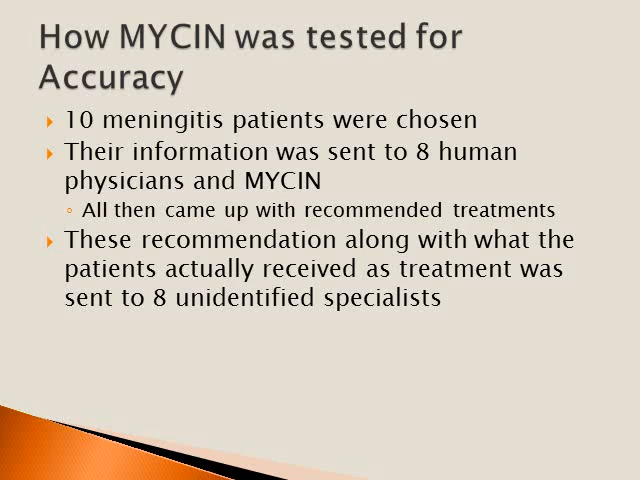 How MYCIN was tested for
Accuracy
10 meningitis patients were chosen
Their information was sent to 8 human
physicians and MYCIN
All then came up with recommended treatments
These recommendation along with what the
patients actually received as treatment was
sent to 8 unidentified specialists